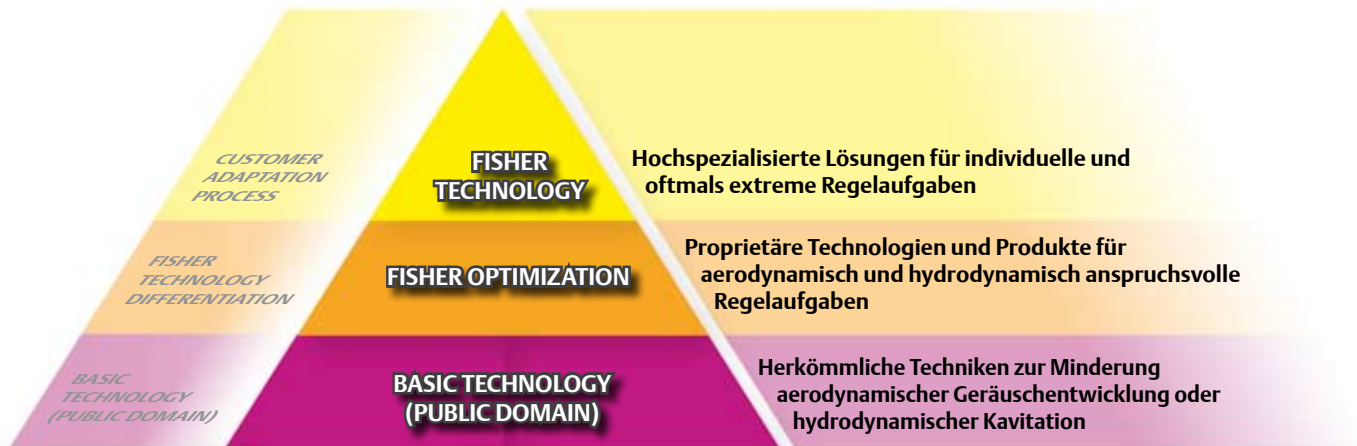 CUSTOMER
ADAPTATION
PROCESS
FISHER
TECHNOLOGY
Hochspezialisierte Lösungen für individuelle und
oftmals extreme Regelaufgaben
FISHER
TECHNOLOGY
DIFFERENTIATION
FISHER OPTIMIZATION
Proprietäre Technologien und Produkte für
aerodynamisch und hydrodynamisch anspruchsvolle
Regelaufgaben
BASIC
TECHNOLOGY
(PUBLIC DOMAIN)
BASIC TECHNOLOGY
(PUBLIC DOMAIN)
Herkömmliche Techniken zur Minderung
aerodynamischer Geräuschentwicklung oder
hydrodynamischer Kavitation